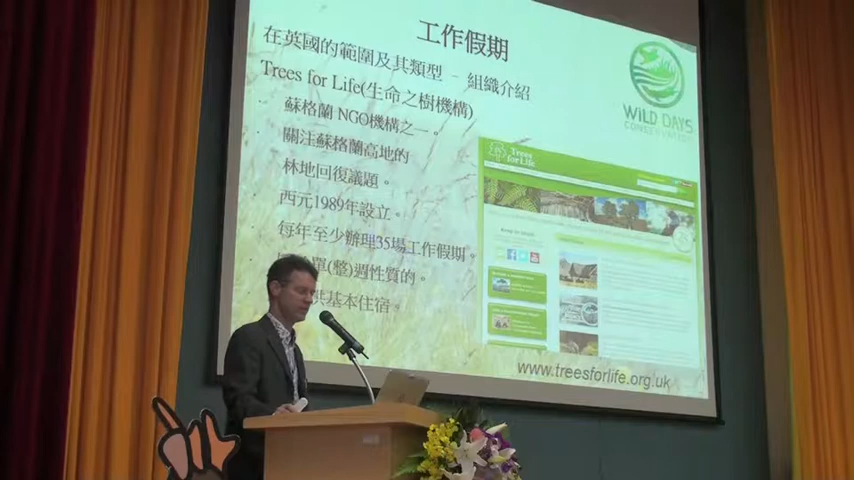 工作假期
在英國的範圍及其類型 - 組織介紹
Trees for Life(生命之樹機構)
蘇格蘭 NGO機構之一。
關注蘇格蘭高地的
林地回復議題。
西元1989年設立。
每年至少辦理35場工作假期。
單(整)週性質的。
供基本住宿。
WILD DAYS
CONSERVATION
Trees
for Life
www.treesforlife.org.uk